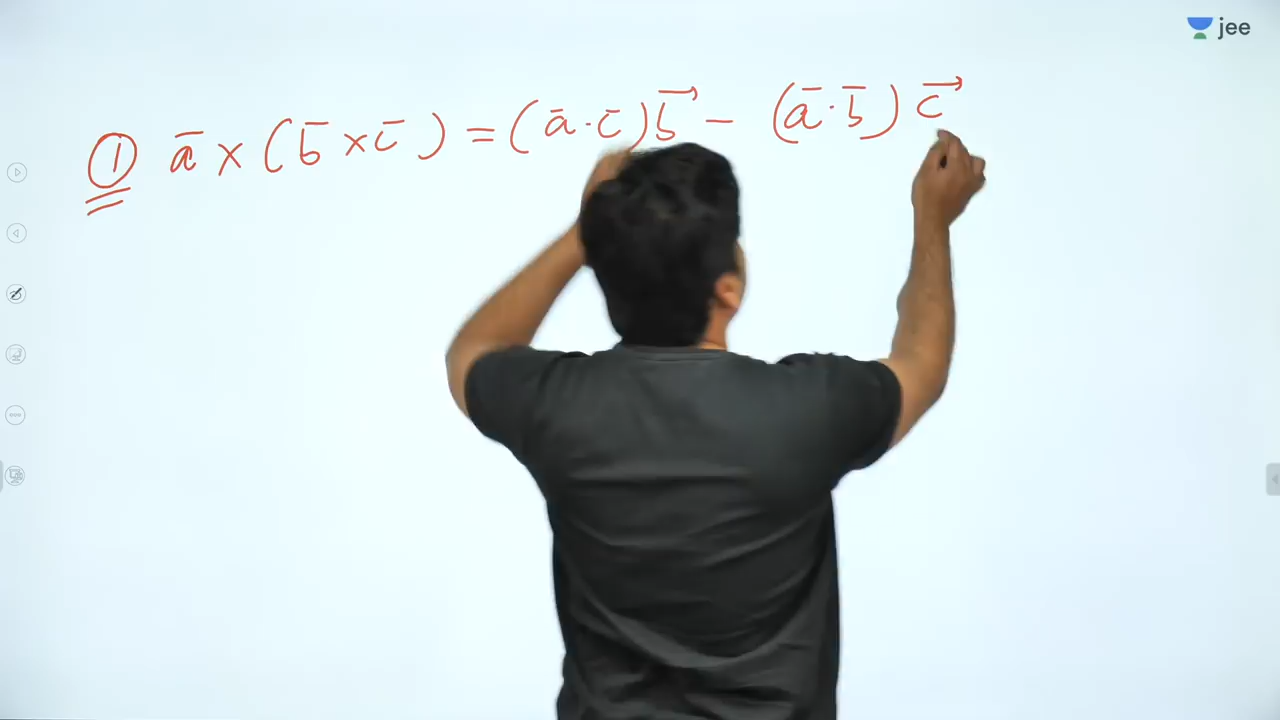 jee
① a̅ × (b̅ × c̅) = (a̅ · c̅) b⃗ − (a̅ · b̅) c⃗